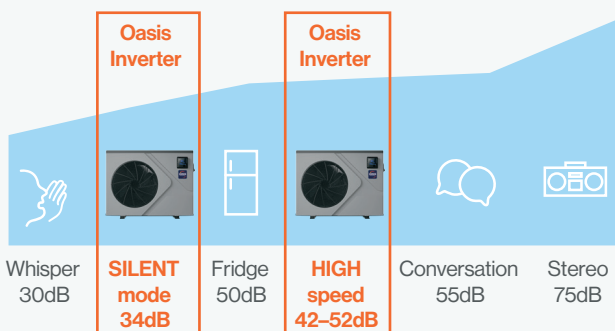 Oasis
Inverter
Oasis
Inverter
Whisper
30dB
SILENT
mode
34dB
Fridge
50dB
HIGH
speed
42–52dB
Conversation
55dB
Stereo
75dB